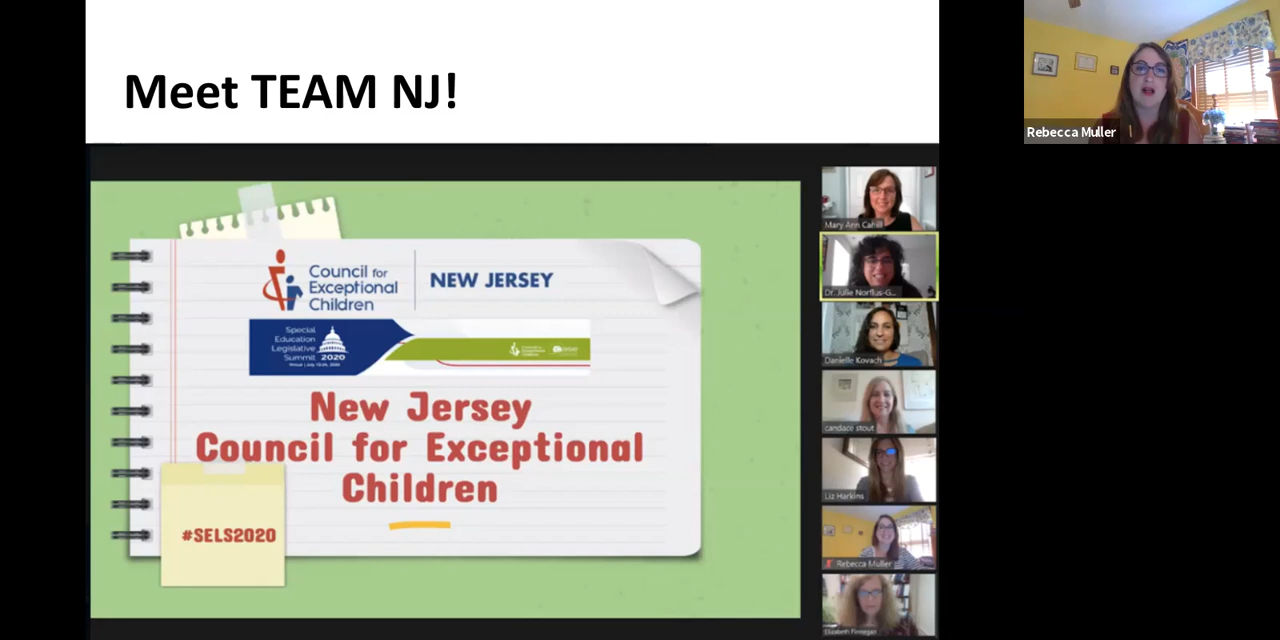 Meet TEAM NJ!
Rebecca Muller
Council for
Exceptional
Children
NEW JERSEY
Special
Education
Legislative
Summit 2020
New Jersey
Council for Exceptional
Children
#SELS2020
Mary Ann Cahill
Dr. Julie Norflus-G...
Danielle Kovach
candace stout
Liz Harkins
Rebecca Muller
Elizabeth Finnegan